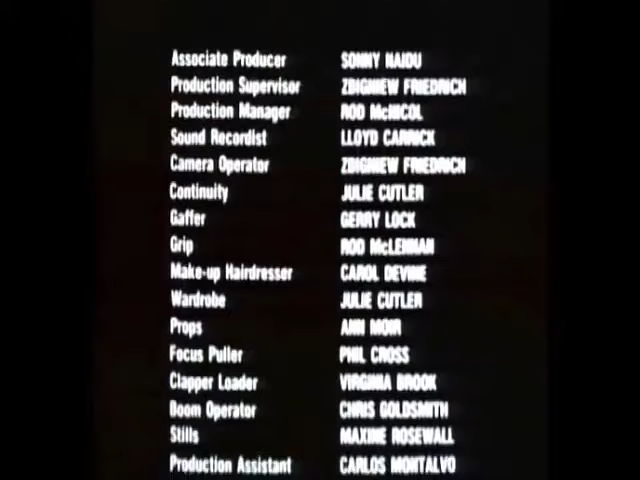 Associate Producer SONNY NAIDU
Production Supervisor ZBIGNIEW FRIEDRICH
Production Manager ROD McNICOL
Sound Recordist LLOYD CARRICK
Camera Operator ZBIGNIEW FRIEDRICH
Continuity JULIE CUTLER
Gaffer GERRY LOCK
Grip ROD McLENNAN
Make-up Hairdresser CAROL DEVINE
Wardrobe JULIE CUTLER
Props ANN MOIR
Focus Puller PHIL CROSS
Clapper Loader VIRGINIA BROOK
Boom Operator CHRIS GOLDSMITH
Stills MAXINE ROSEWALL
Production Assistant CARLOS MONTALVO